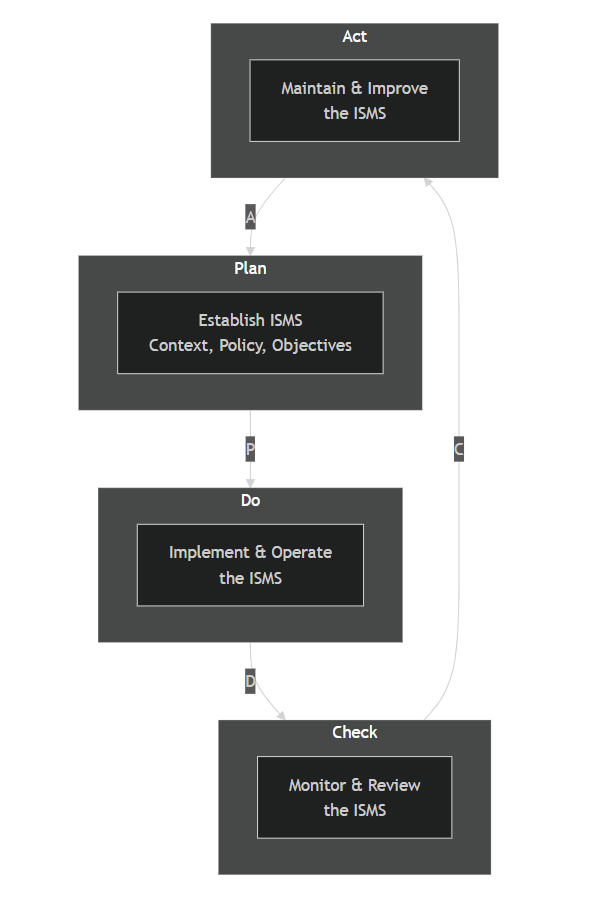 Act
Maintain & Improve
the ISMS
A
Plan
Establish ISMS
Context, Policy, Objectives
P
C
Do
Implement & Operate
the ISMS
D
Check
Monitor & Review
the ISMS